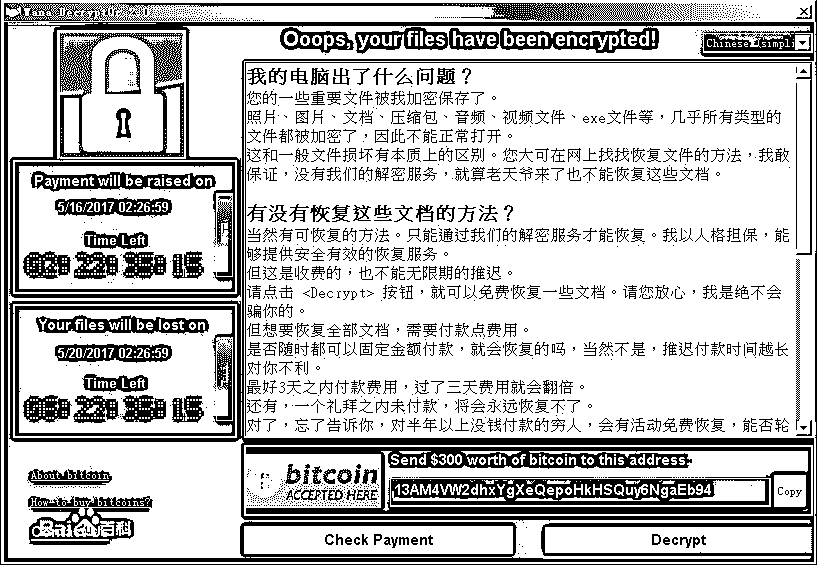 Wana Decrypt0r 2.0
Ooops, your files have been encrypted!
Chinese (simpli
我的电脑出了什么问题？
您的一些重要文件被我加密保存了。
照片、图片、文档、压缩包、音频、视频文件、exe文件等，几乎所有类型的
文件都被加密了，因此不能正常打开。
这和一般文件损坏有本质上的区别。您大可在网上找找恢复文件的方法，我敢
保证，没有我们的解密服务，就算老天爷来了也不能恢复这些文档。
有没有恢复这些文档的方法？
当然有可恢复的方法。只能通过我们的解密服务才能恢复。我以人格担保，能
够提供安全有效的恢复服务。
但这是收费的，也不能无限期的推迟。
请点击 <Decrypt> 按钮，就可以免费恢复一些文档。请您放心，我是绝不会
骗你的。
但想要恢复全部文档，需要付款点费用。
是否随时都可以固定金额付款，就会恢复的吗，当然不是，推迟付款时间越长
对你不利。
最好3天之内付款费用，过了三天费用就会翻倍。
还有，一个礼拜之内未付款，将会永远恢复不了。
对了，忘了告诉你，对半年以上没钱付款的穷人，会有活动免费恢复，能否轮
Payment will be raised on
5/16/2017 02:26:59
Time Left
02:22:35:15
Your files will be lost on
5/20/2017 02:26:59
Time Left
06:22:35:15
About bitcoin
How to buy bitcoins?
Bai百科
bitcoin
ACCEPTED HERE
Send $300 worth of bitcoin to this address
13AM4VW2dhxYgXeQepoHkHSQuy6NgaEb94
Copy
Check Payment
Decrypt